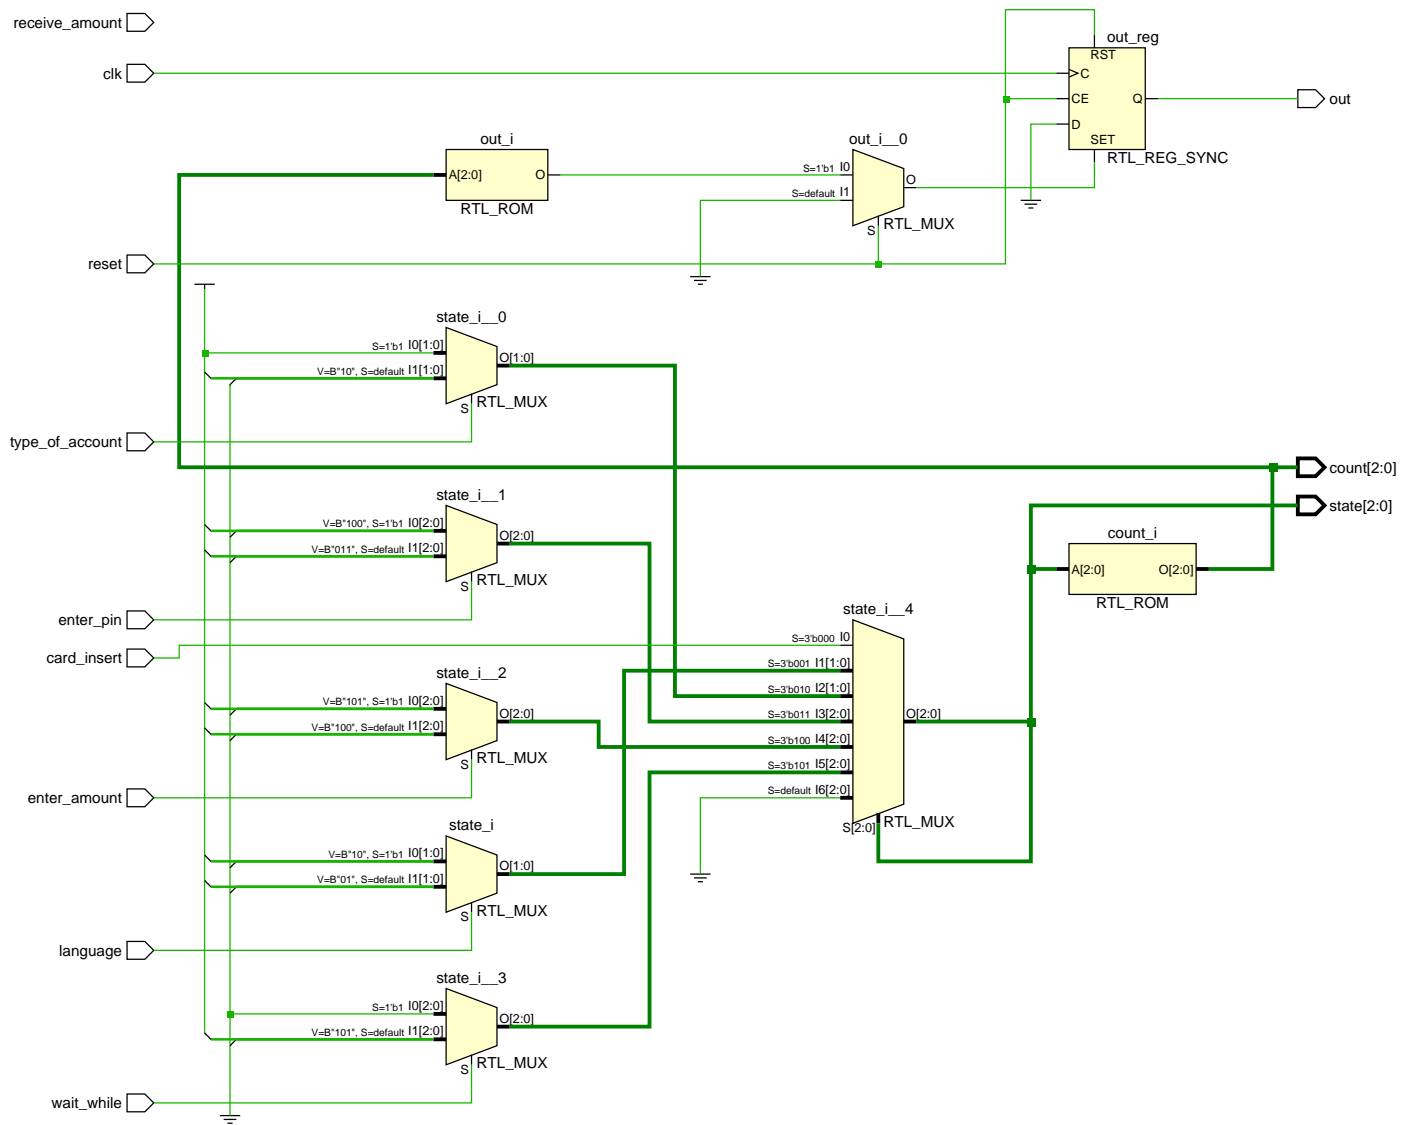 receive_amount
out_reg
RST
clk
C
CE
Q
out
D
SET
RTL_REG_SYNC
out_i
A[2:0]
O
RTL_ROM
out_i__0
S=1'b1 I0
S=default I1
O
S
RTL_MUX
reset
state_i__0
S=1'b1 I0[1:0]
V=B"10", S=default I1[1:0]
O[1:0]
S
RTL_MUX
type_of_account
count[2:0]
state[2:0]
state_i__1
V=B"100", S=1'b1 I0[2:0]
V=B"011", S=default I1[2:0]
O[2:0]
S
RTL_MUX
count_i
A[2:0]
O[2:0]
RTL_ROM
enter_pin
card_insert
state_i__4
S=3'b000 I0
S=3'b001 I1[1:0]
S=3'b010 I2[1:0]
S=3'b011 I3[2:0]
S=3'b100 I4[2:0]
S=3'b101 I5[2:0]
S=default I6[2:0]
O[2:0]
S[2:0]
RTL_MUX
state_i__2
V=B"101", S=1'b1 I0[2:0]
V=B"100", S=default I1[2:0]
O[2:0]
S
RTL_MUX
enter_amount
state_i
V=B"10", S=1'b1 I0[1:0]
V=B"01", S=default I1[1:0]
O[1:0]
S
RTL_MUX
language
state_i__3
S=1'b1 I0[2:0]
V=B"101", S=default I1[2:0]
O[2:0]
S
RTL_MUX
wait_while